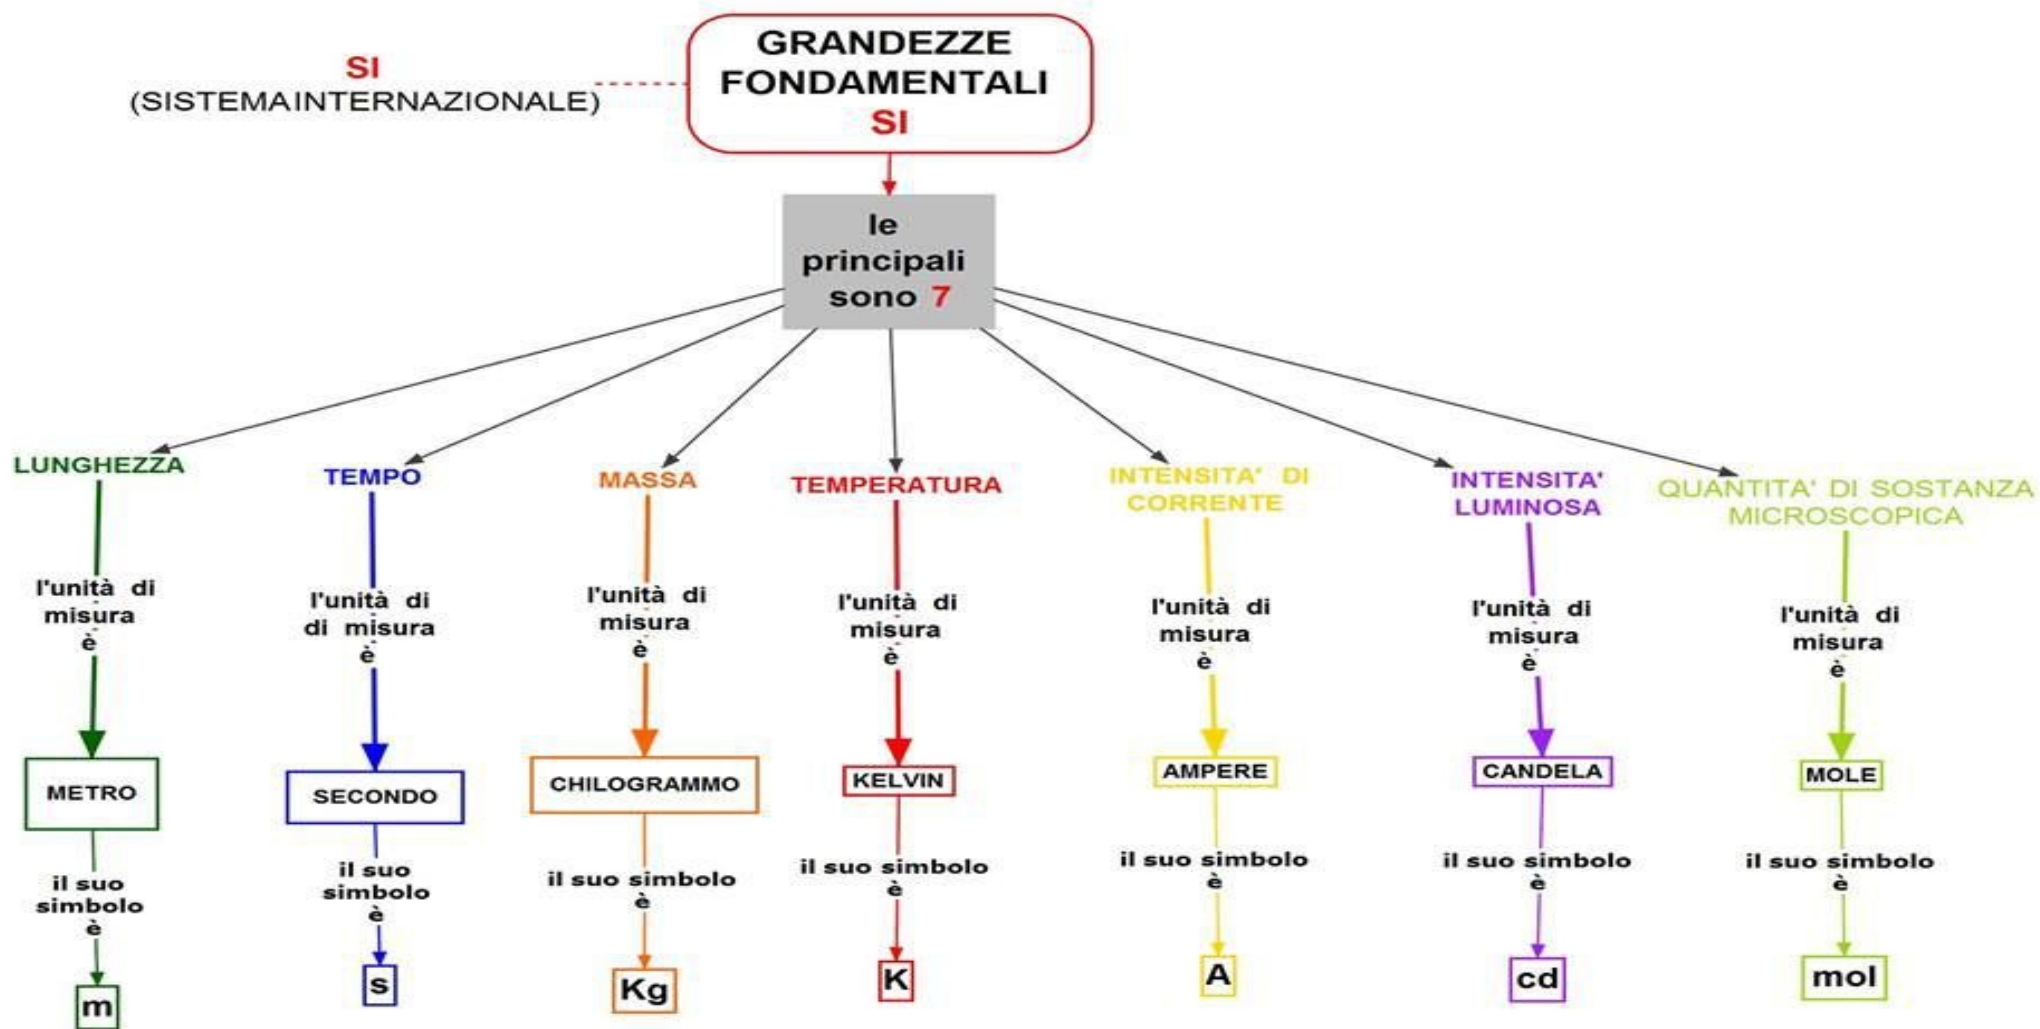 SI
(SISTEMAINTERNAZIONALE)
GRANDEZZE
FONDAMENTALI
SI
le
principali
sono 7
LUNGHEZZA
l'unità di
misura
è
METRO
il suo
simbolo
è
m
TEMPO
l'unità di
di misura
è
SECONDO
il suo
simbolo
è
s
MASSA
l'unità di
misura
è
CHILOGRAMMO
il suo simbolo
è
Kg
TEMPERATURA
l'unità di
misura
è
KELVIN
il suo simbolo
è
K
INTENSITA' DI
CORRENTE
l'unità di
misura
è
AMPERE
il suo simbolo
è
A
INTENSITA'
LUMINOSA
l'unità di
misura
è
CANDELA
il suo simbolo
è
cd
QUANTITA' DI SOSTANZA
MICROSCOPICA
l'unità di
misura
è
MOLE
il suo simbolo
è
mol